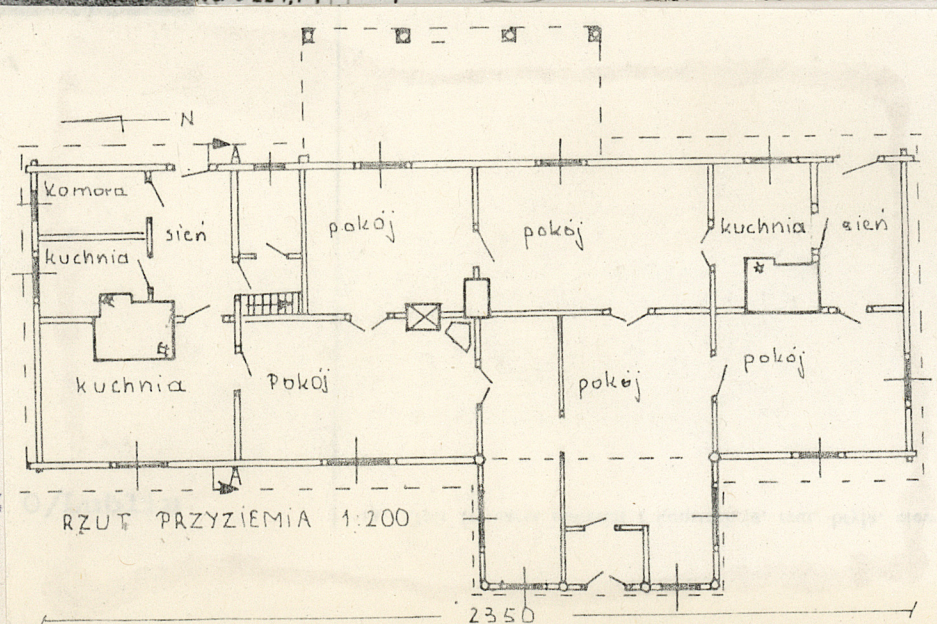 N
A
komora
sień
pokój
pokój
kuchnia
sień
kuchnia
kuchnia
Pokój
pokój
pokój
A
RZUT PRZYZIEMIA 1:200
2350